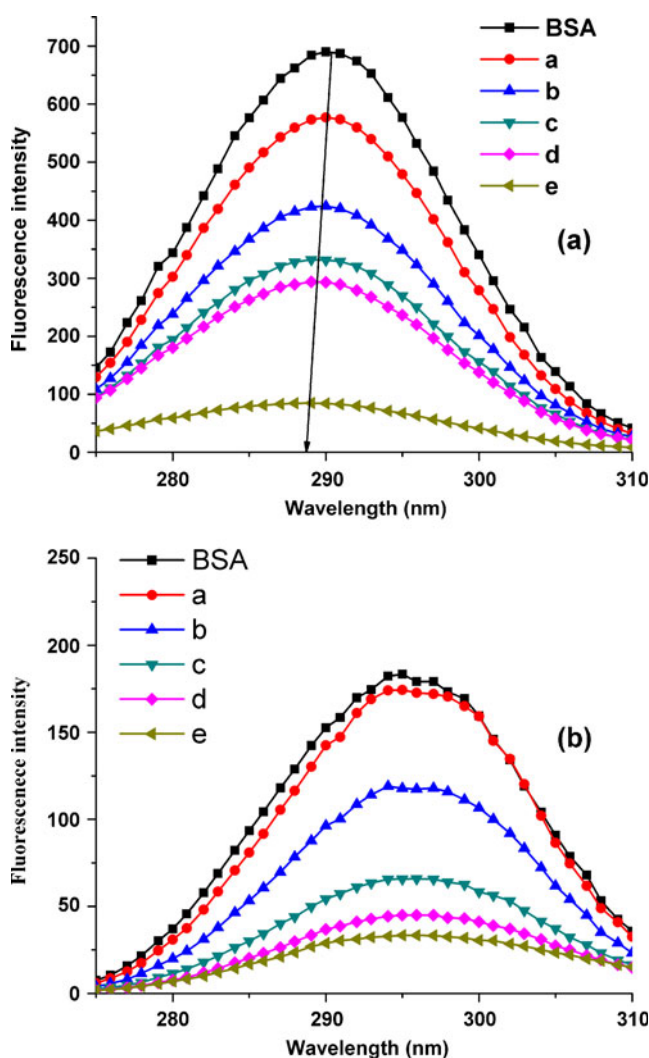 BSA
a
b
c
d
e
(a)
Fluorescence intensity
700
600
500
400
300
200
100
0
280
290
300
310
Wavelength (nm)
BSA
a
b
c
d
e
(b)
Fluorescenece intensity
250
200
150
100
50
0
280
290
300
310
Wavelength (nm)